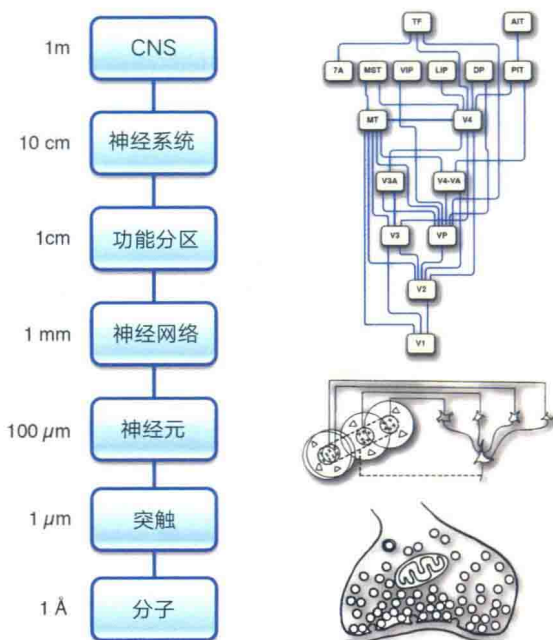 1m
CNS
10 cm
神经系统
1cm
功能分区
1 mm
神经网络
100 μm
神经元
1 μm
突触
1 Å
分子
TF
AIT
7A
MST
VIP
LIP
DP
PIT
MT
V4
V3A
V4-VA
V3
VP
V2
V1